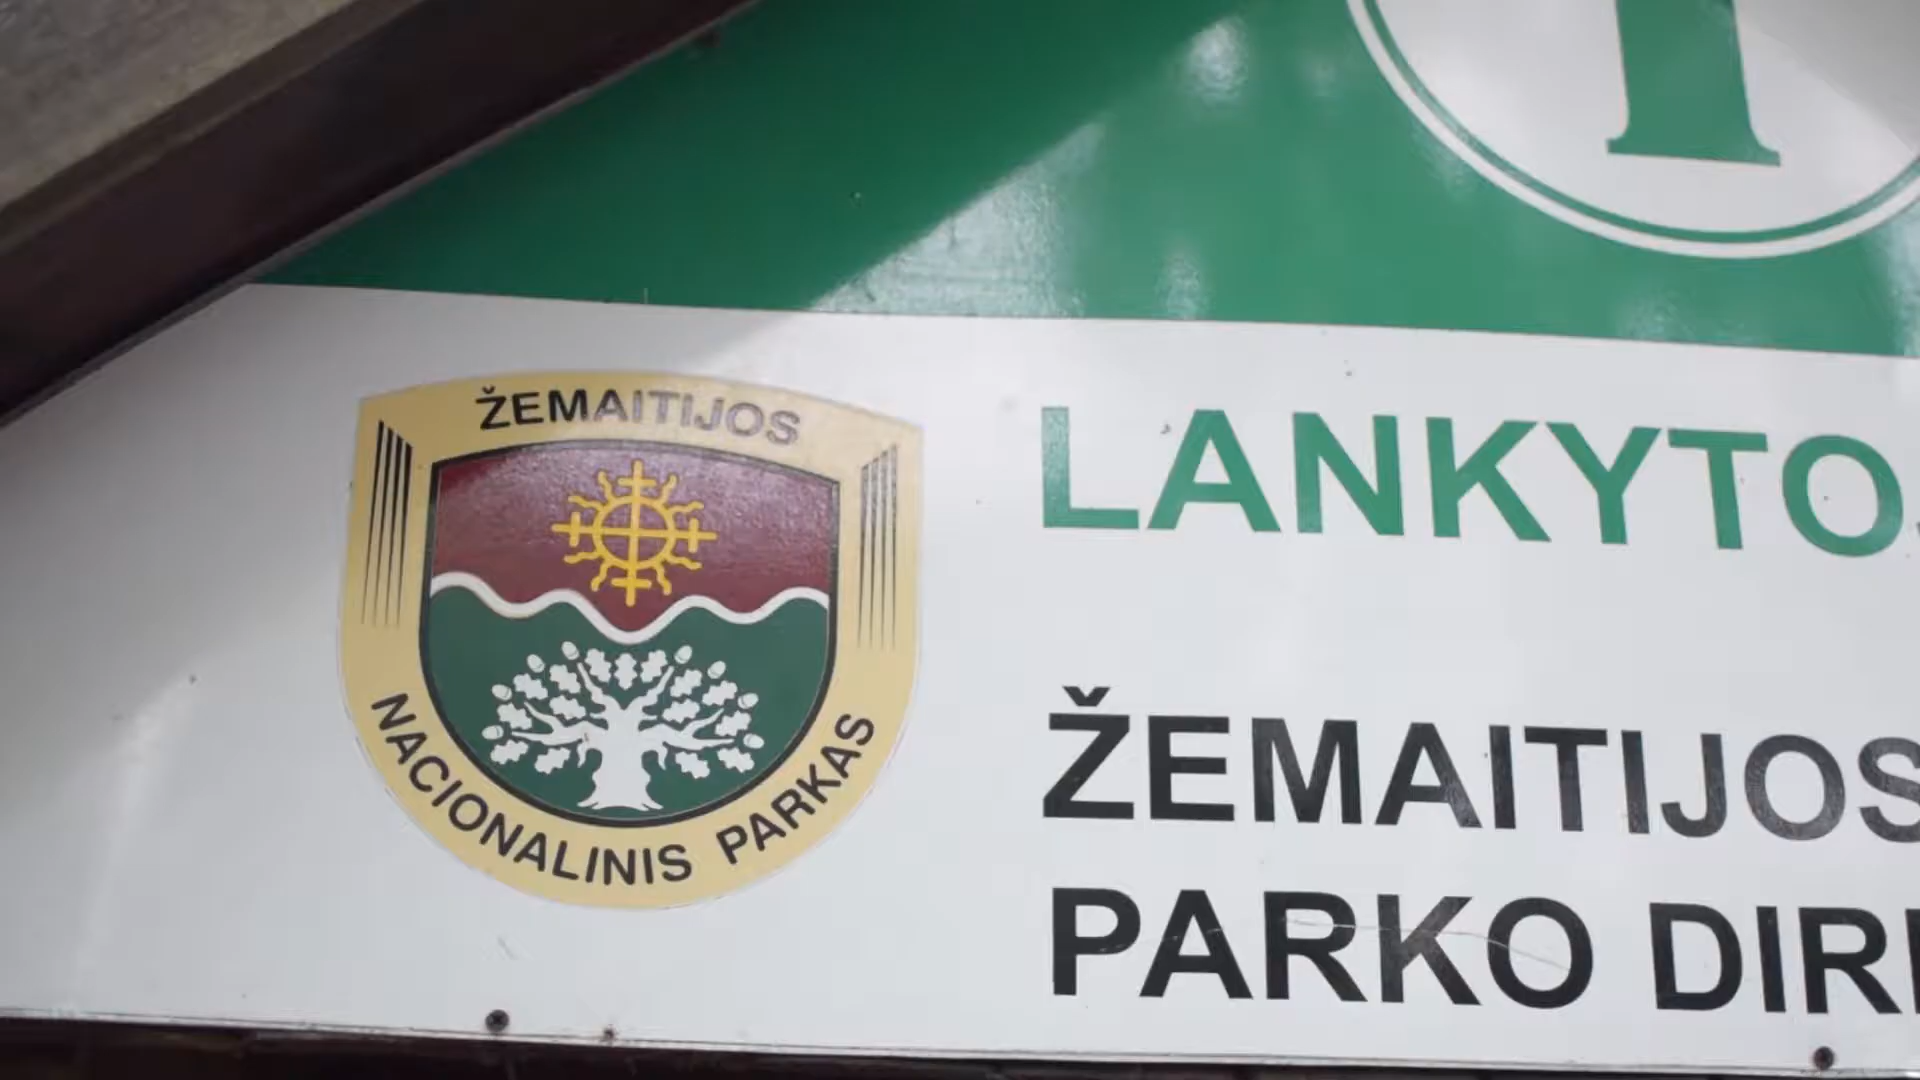 ŽEMAITIJOS
NACIONALINIS PARKAS
LANKYTO
ŽEMAITIJOS
PARKO DIR